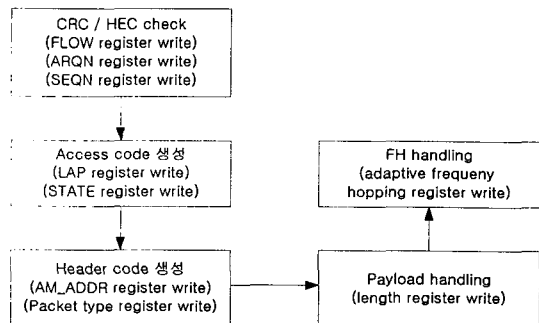 CRC / HEC check
(FLOW register write)
(ARQN register write)
(SEQN register write)
Access code 생성
(LAP register write)
(STATE register write)
Header code 생성
(AM_ADDR register write)
(Packet type register write)
Payload handling
(length register write)
FH handling
(adaptive frequeny
hopping register write)